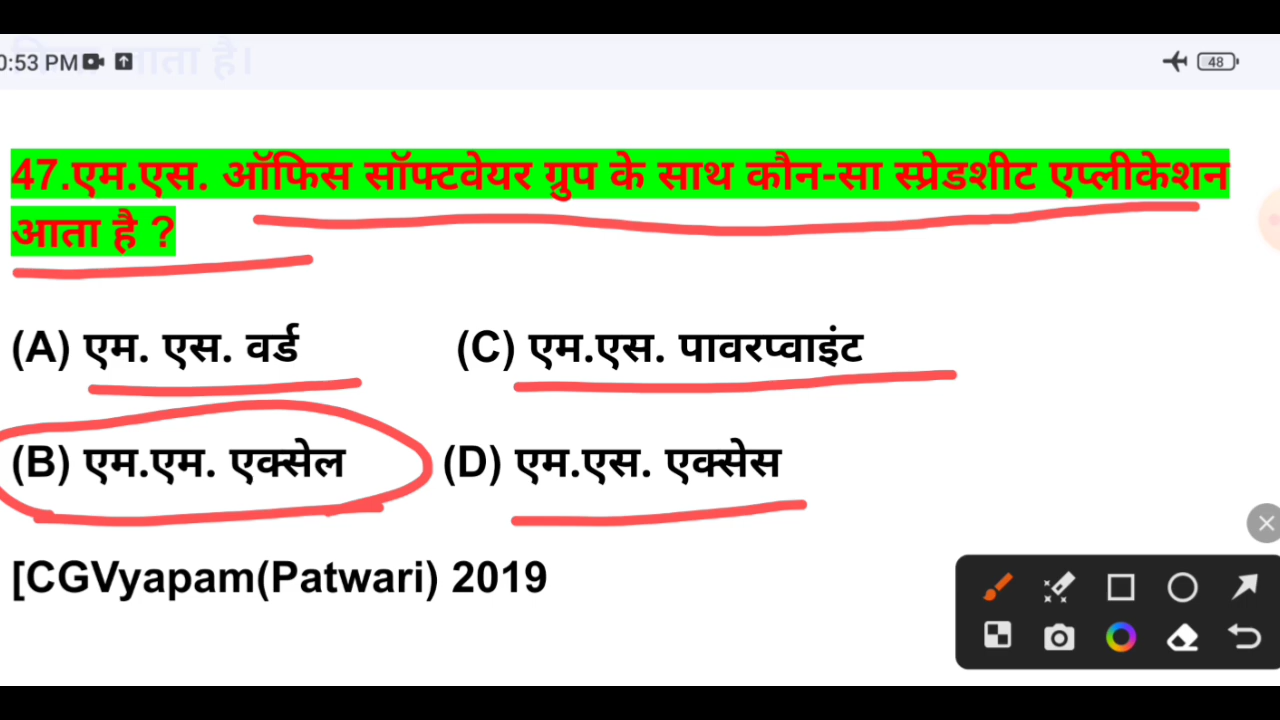 0:53 PM 48
47.एम.एस. ऑफिस सॉफ्टवेयर ग्रुप के साथ कौन-सा स्प्रेडशीट एप्लीकेशन
आता है ?
(A) एम. एस. वर्ड (C) एम.एस. पावरप्वाइंट
(B) एम.एम. एक्सेल (D) एम.एस. एक्सेस
[CGVyapam(Patwari) 2019